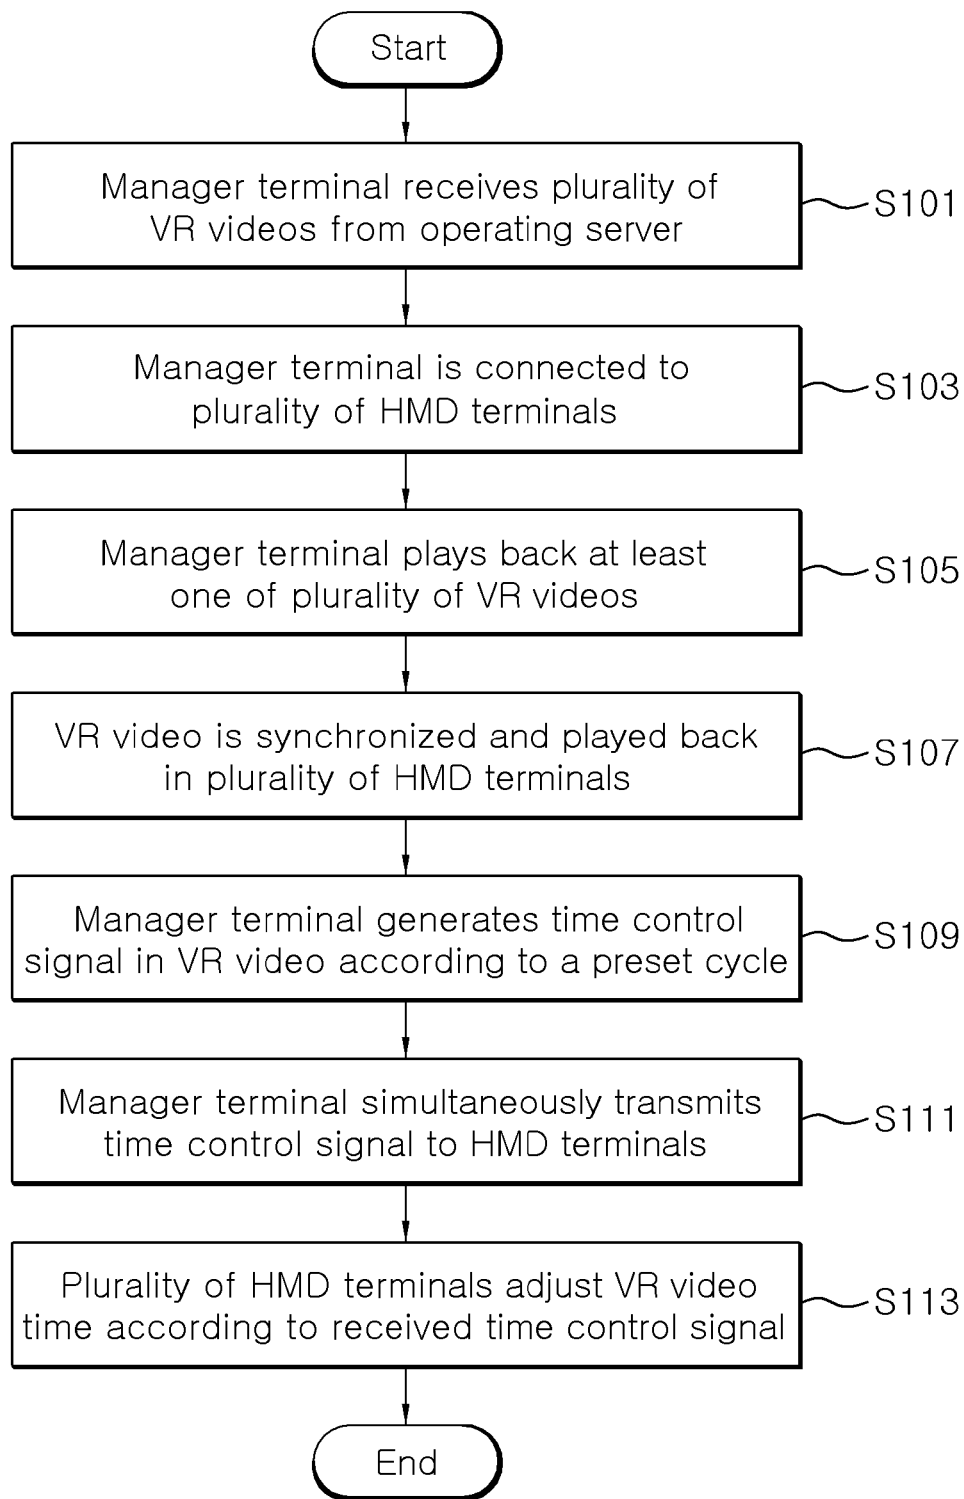 Start
Manager terminal receives plurality of
VR videos from operating server
S101
Manager terminal is connected to
plurality of HMD terminals
S103
Manager terminal plays back at least
one of plurality of VR videos
S105
VR video is synchronized and played back
in plurality of HMD terminals
S107
Manager terminal generates time control
signal in VR video according to a preset cycle
S109
Manager terminal simultaneously transmits
time control signal to HMD terminals
S111
Plurality of HMD terminals adjust VR video
time according to received time control signal
S113
End